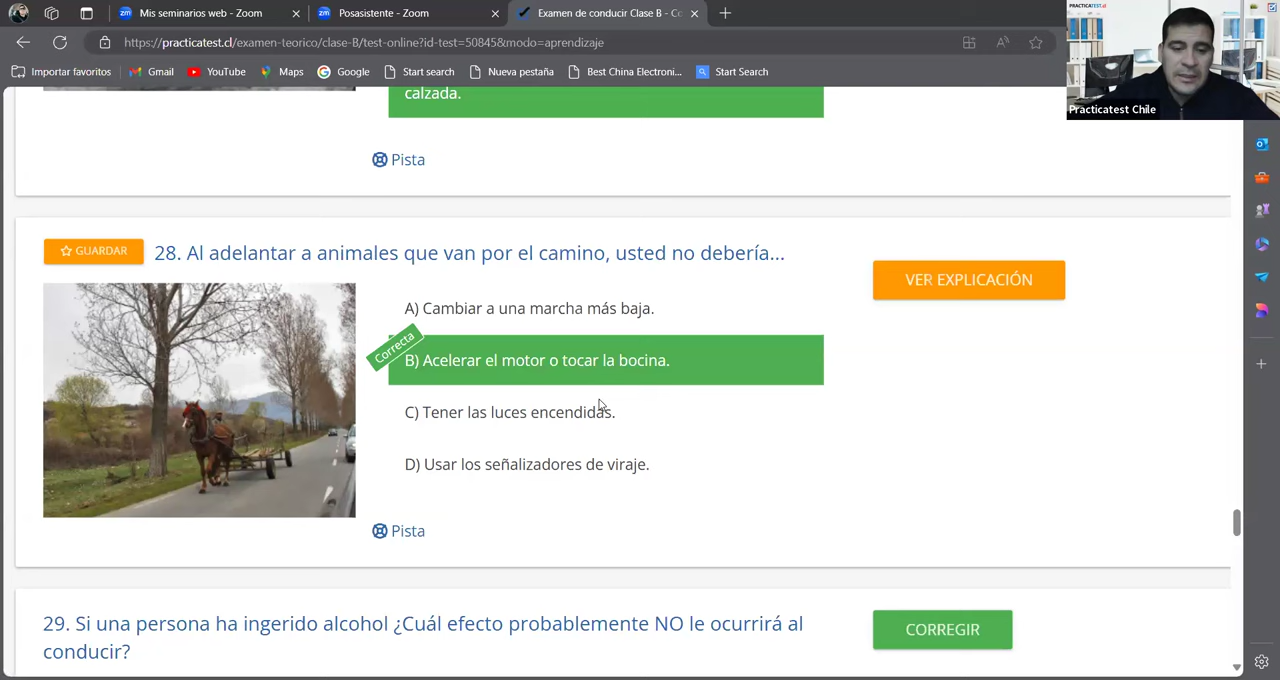 Mis seminarios web - Zoom
Posasistente - Zoom
Examen de conducir Clase B - Co
https://practicatest.cl/examen-teorico/clase-B/test-online?id-test=50845&modo=aprendizaje
Importar favoritos
Gmail
YouTube
Maps
Google
Start search
Nueva pestaña
Best China Electroni...
Start Search
PRACTICATEST.cl
Practicatest Chile
calzada.
Pista
GUARDAR
28. Al adelantar a animales que van por el camino, usted no debería...
VER EXPLICACIÓN
A) Cambiar a una marcha más baja.
Correcta
B) Acelerar el motor o tocar la bocina.
C) Tener las luces encendidas.
D) Usar los señalizadores de viraje.
Pista
29. Si una persona ha ingerido alcohol ¿Cuál efecto probablemente NO le ocurrirá al
conducir?
CORREGIR